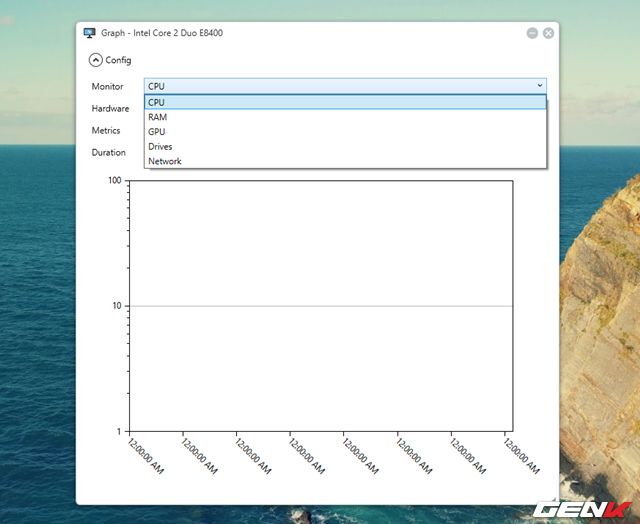 Graph - Intel Core 2 Duo E8400
Config
Monitor
CPU
Hardware
CPU
RAM
Metrics
GPU
Drives
Duration
Network
100
10
1
12:00:00 AM
12:00:00 AM
12:00:00 AM
12:00:00 AM
12:00:00 AM
12:00:00 AM
12:00:00 AM
12:00:00 AM
GENK